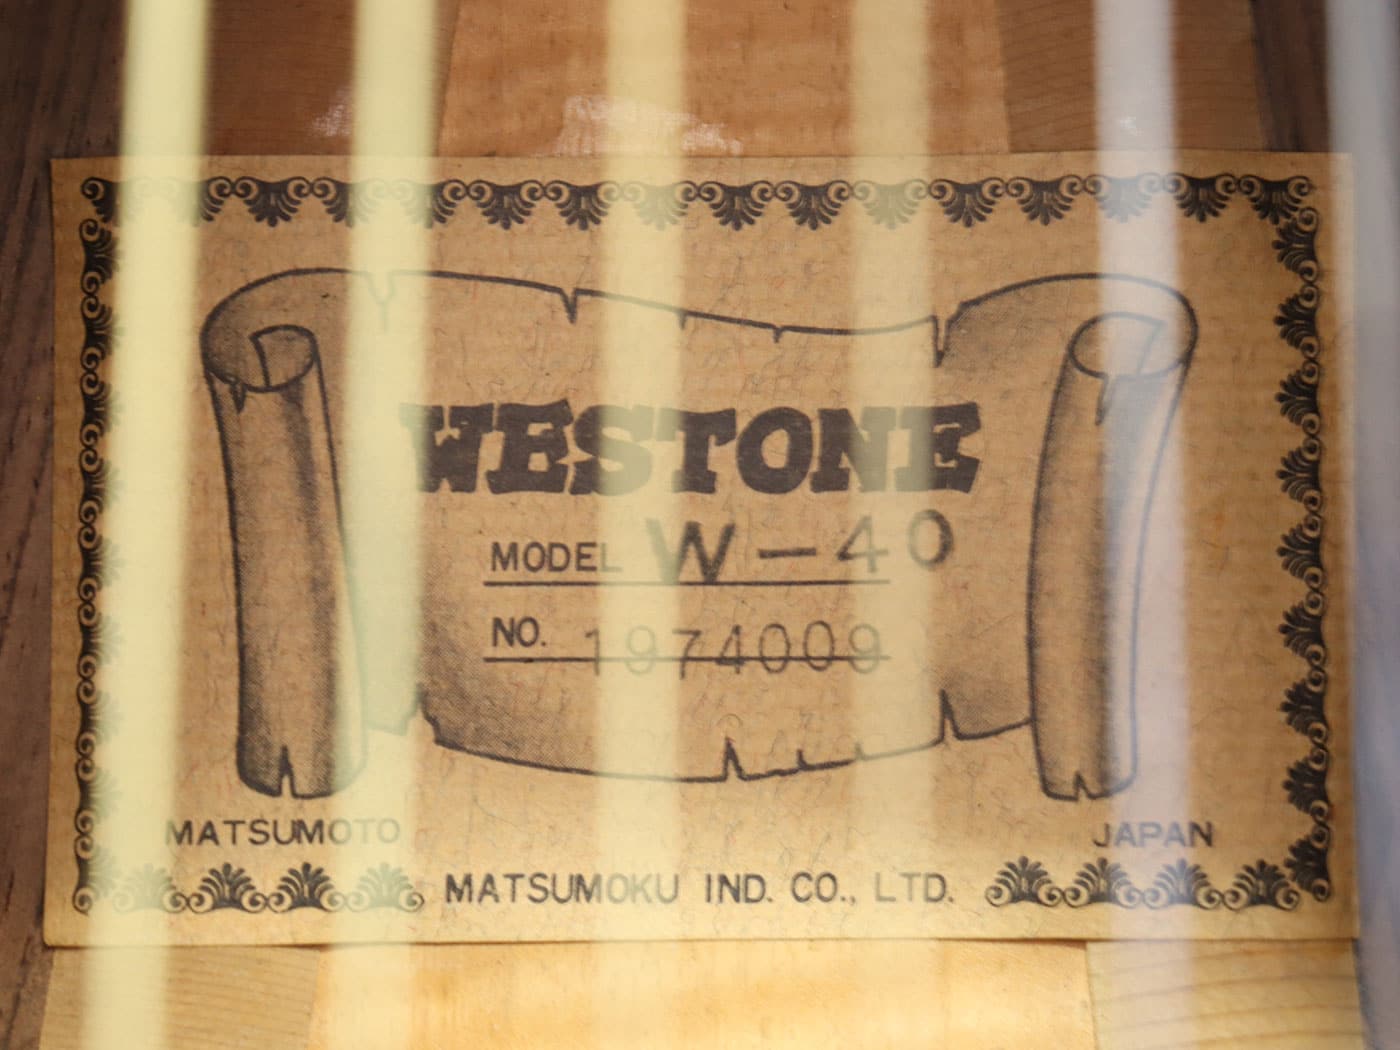 WESTONE
MODEL W-40
NO. 1974009
MATSUMOTO JAPAN
MATSUMOKU IND. CO., LTD.